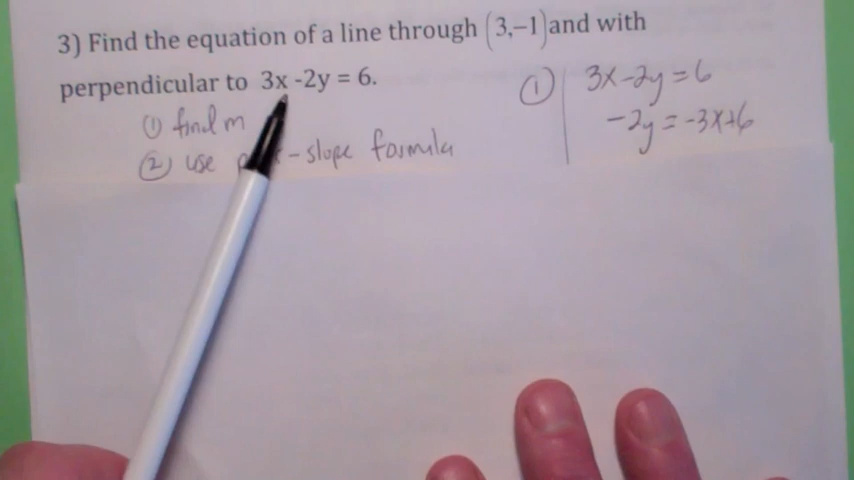 3) Find the equation of a line through (3,−1) and with
perpendicular to 3x -2y = 6.
(1) find m
(2) use - slope formula
(1) 3x-2y=6
-2y=-3x+6